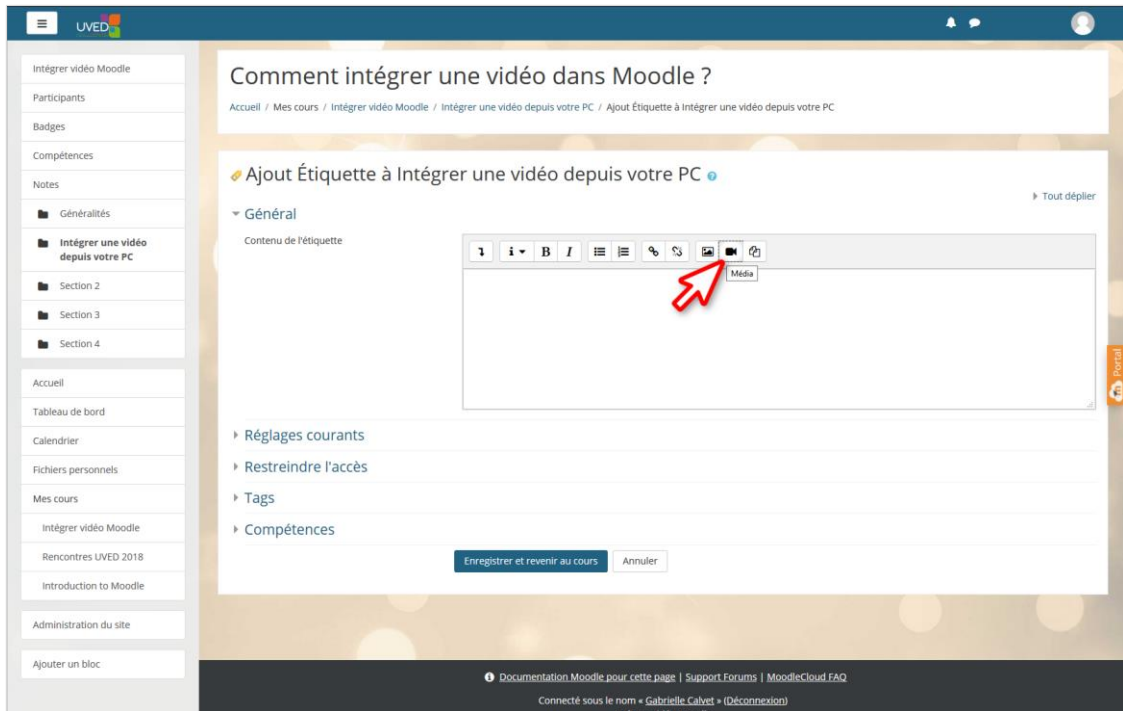 UVED
Intégrer vidéo Moodle
Participants
Badges
Compétences
Notes
Généralités
Intégrer une vidéo
depuis votre PC
Section 2
Section 3
Section 4
Accueil
Tableau de bord
Calendrier
Fichiers personnels
Mes cours
Intégrer vidéo Moodle
Rencontres UVED 2018
Introduction to Moodle
Administration du site
Ajouter un bloc
Comment intégrer une vidéo dans Moodle ?
Accueil / Mes cours / Intégrer vidéo Moodle / Intégrer une vidéo depuis votre PC / Ajout Étiquette à Intégrer une vidéo depuis votre PC
Ajout Étiquette à Intégrer une vidéo depuis votre PC
Tout déplier
Général
Contenu de l'étiquette
i B I
Média
Réglages courants
Restreindre l'accès
Tags
Compétences
Enregistrer et revenir au cours Annuler
Portal
Documentation Moodle pour cette page | Support Forums | MoodleCloud FAQ
Connecté sous le nom « Gabrielle Calvet » (Déconnexion)